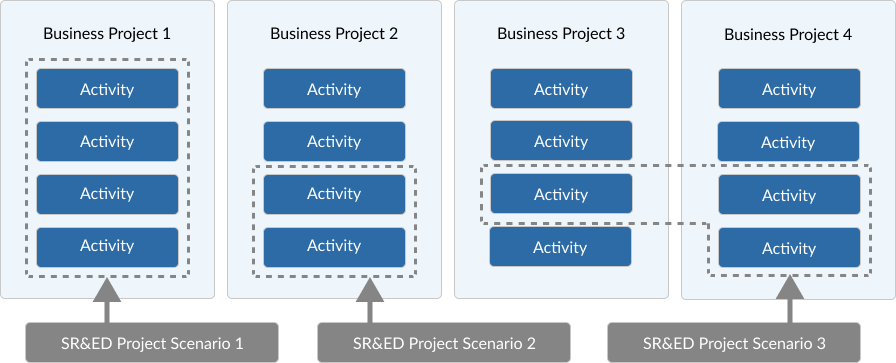 Business Project 1
Activity
Activity
Activity
Activity
SR&ED Project Scenario 1
Business Project 2
Activity
Activity
Activity
Activity
SR&ED Project Scenario 2
Business Project 3
Activity
Activity
Activity
Activity
Business Project 4
Activity
Activity
Activity
Activity
SR&ED Project Scenario 3